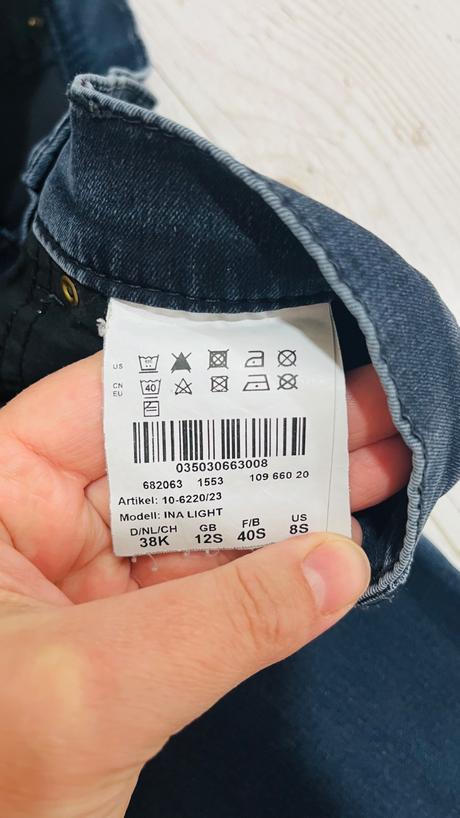 US
CN
EU
40
035030663008
682063 1553 109 660 20
Artikel: 10-6220/23
Modell: INA LIGHT
D/NL/CH GB F/B US
38K 12S 40S 8S